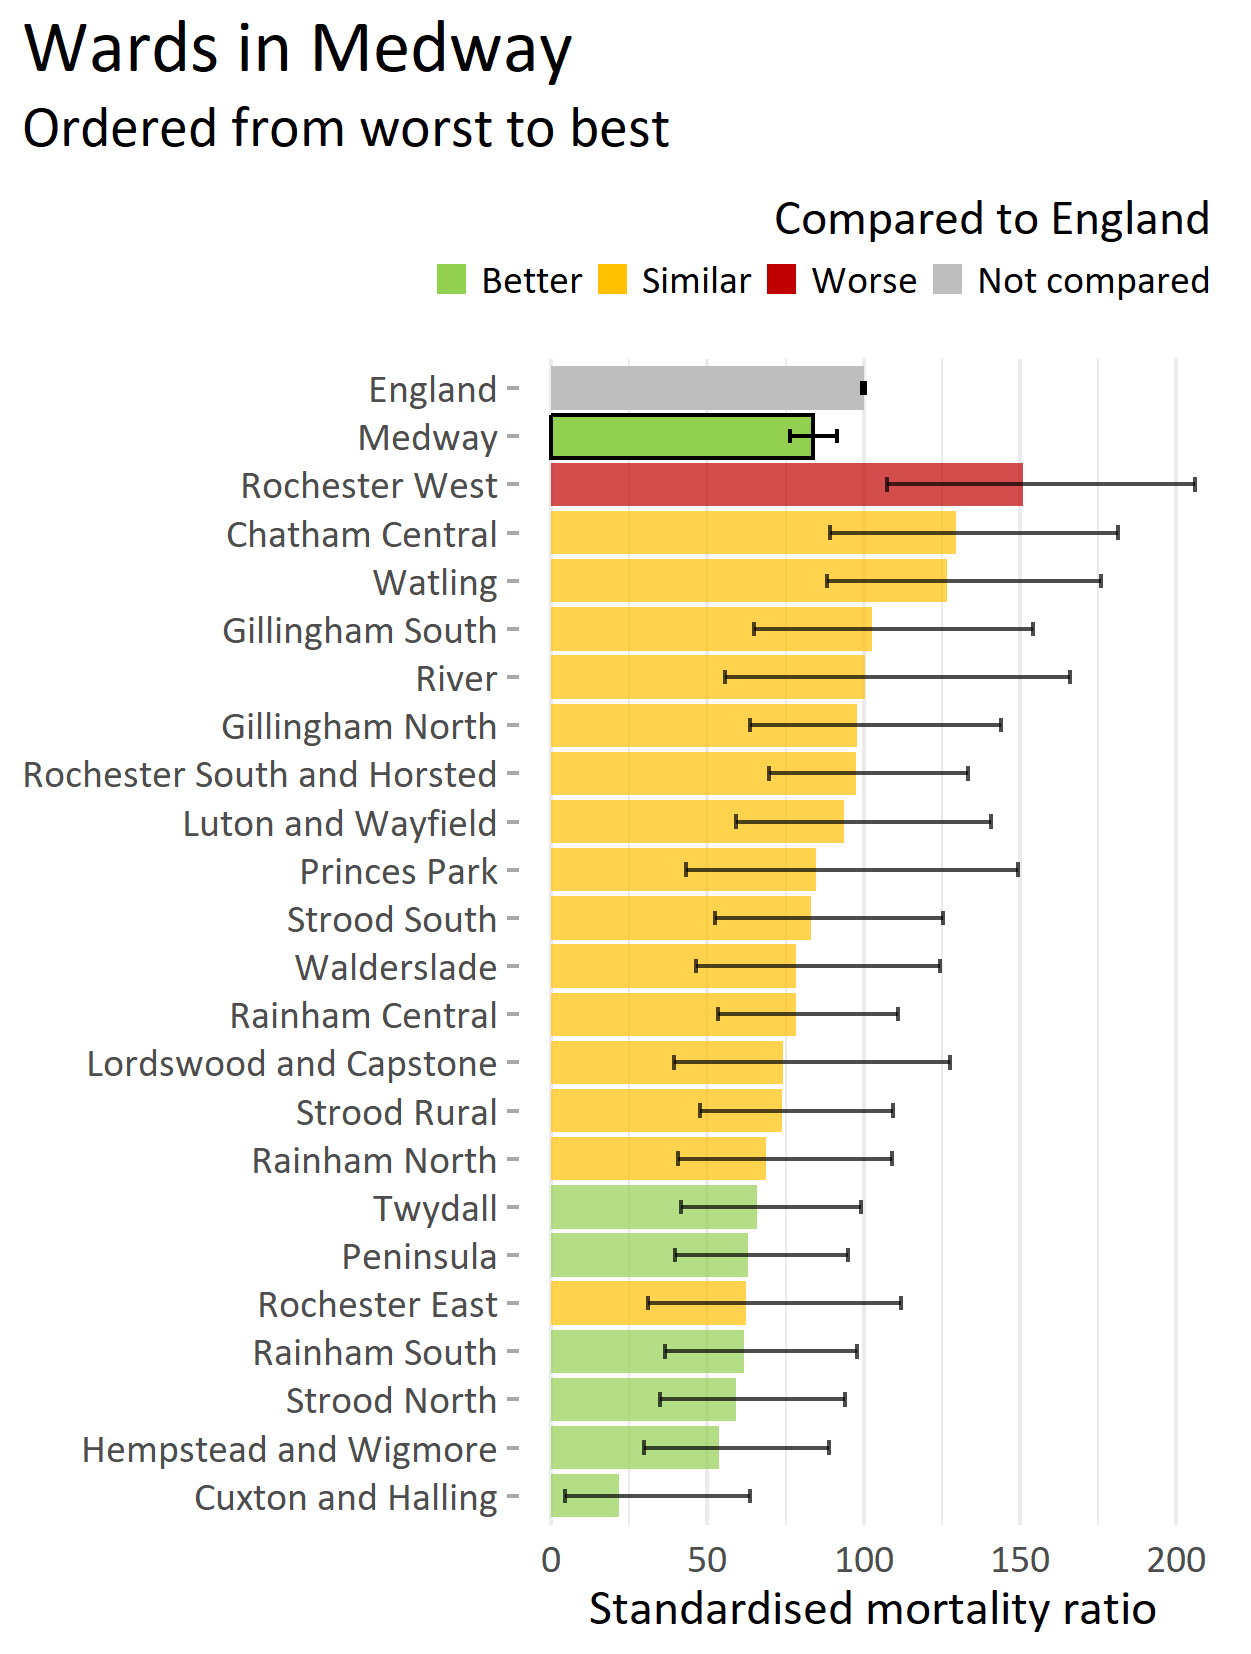 Wards in Medway
Ordered from worst to best
Compared to England
Better Similar Worse Not compared
England
Medway
Rochester West
Chatham Central
Watling
Gillingham South
River
Gillingham North
Rochester South and Horsted
Luton and Wayfield
Princes Park
Strood South
Walderslade
Rainham Central
Lordswood and Capstone
Strood Rural
Rainham North
Twydall
Peninsula
Rochester East
Rainham South
Strood North
Hempstead and Wigmore
Cuxton and Halling
0 50 100 150 200
Standardised mortality ratio